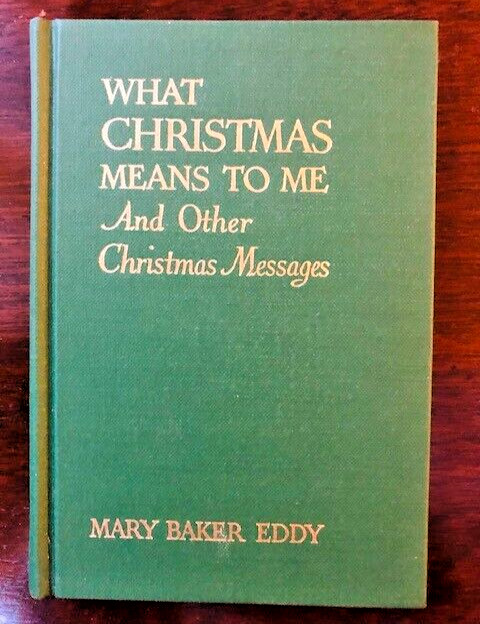 WHAT
CHRISTMAS
MEANS TO ME
And Other
Christmas Messages
MARY BAKER EDDY